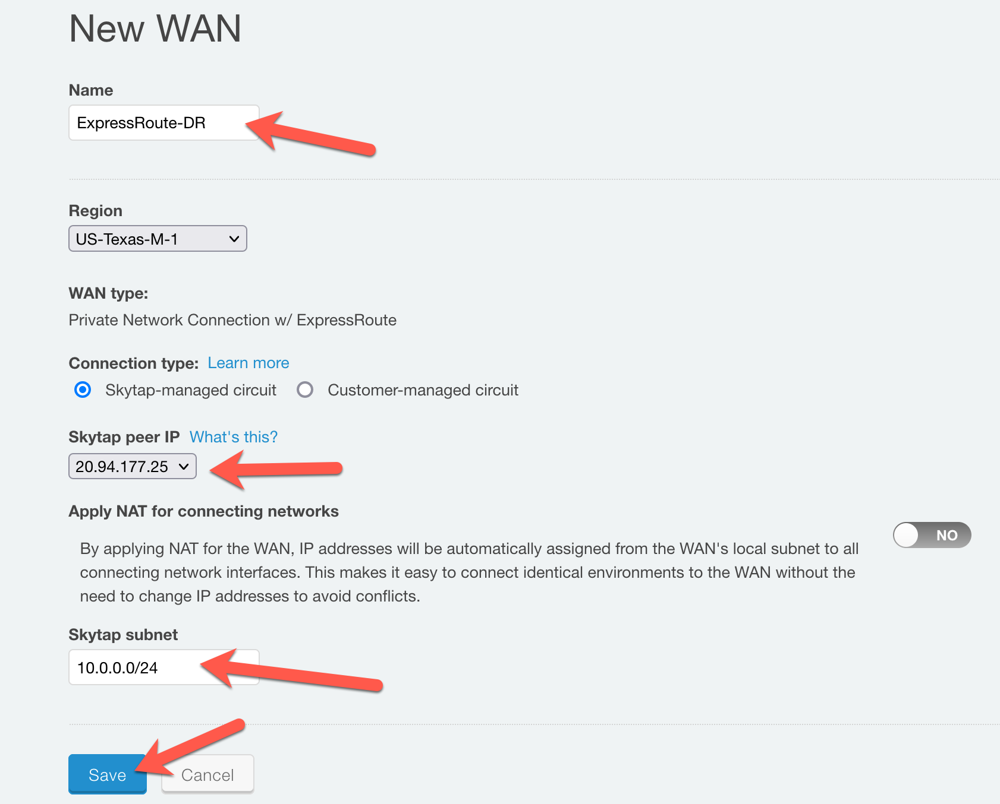 New WAN
Name
ExpressRoute-DR
Region
US-Texas-M-1
WAN type:
Private Network Connection w/ ExpressRoute
Connection type: Learn more
Skytap-managed circuit Customer-managed circuit
Skytap peer IP What's this?
20.94.177.25
Apply NAT for connecting networks
NO
By applying NAT for the WAN, IP addresses will be automatically assigned from the WAN's local subnet to all
connecting network interfaces. This makes it easy to connect identical environments to the WAN without the
need to change IP addresses to avoid conflicts.
Skytap subnet
10.0.0.0/24
Save Cancel